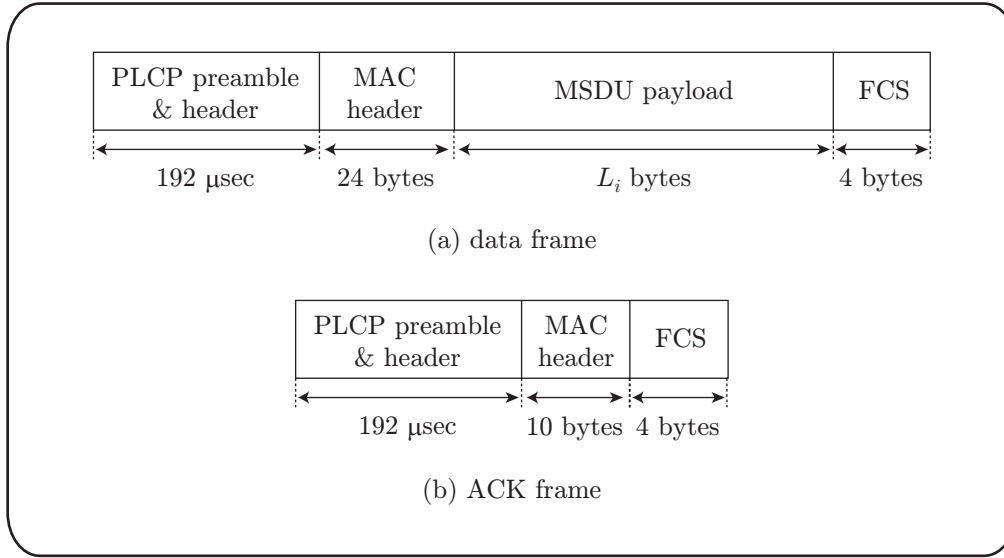 PLCP preamble
& header
MAC
header
MSDU payload
FCS
192 μsec
24 bytes
L_i bytes
4 bytes
(a) data frame
PLCP preamble
& header
MAC
header
FCS
192 μsec
10 bytes
4 bytes
(b) ACK frame